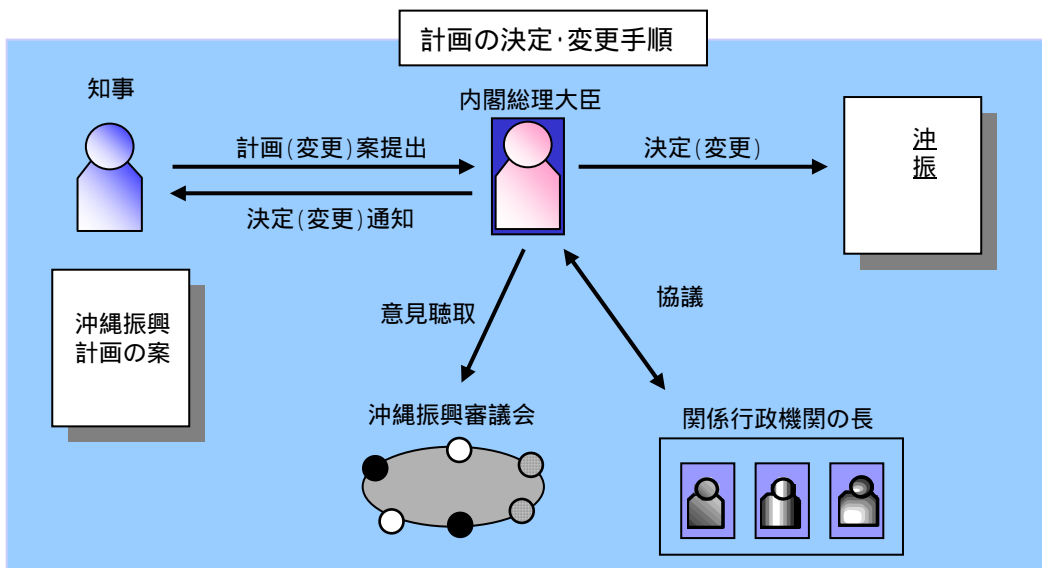 計画の決定･変更手順
知事
内閣総理大臣
計画(変更)案提出
決定(変更)
沖
振
決定(変更)通知
意見聴取
協議
沖縄振興
計画の案
沖縄振興審議会
関係行政機関の長